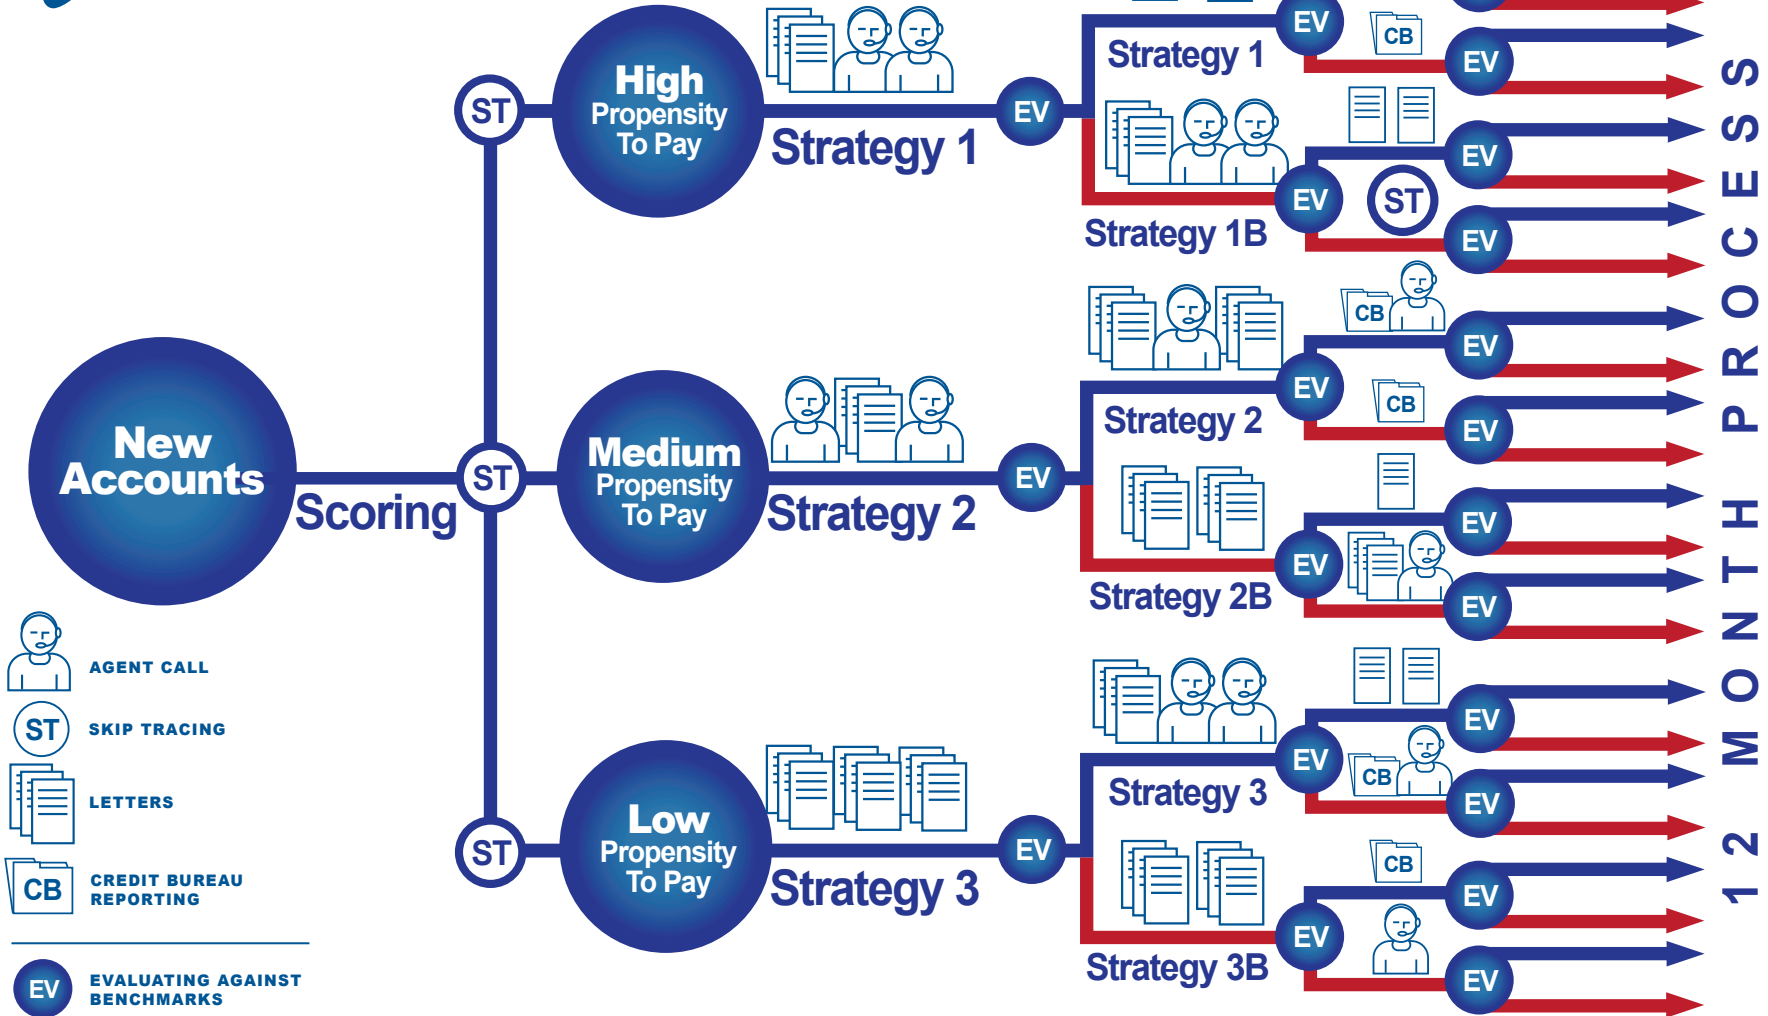 New
Accounts
Scoring
ST
High
Propensity
To Pay
Strategy 1
EV
Strategy 1
EV
CB
EV
Strategy 1B
EV
EV
ST
EV
ST
Medium
Propensity
To Pay
Strategy 2
EV
Strategy 2
EV
CB
EV
CB
EV
Strategy 2B
EV
EV
EV
ST
Low
Propensity
To Pay
Strategy 3
EV
Strategy 3
EV
EV
CB
EV
Strategy 3B
EV
CB
EV
EV
12 MONTH PROCESS
AGENT CALL
ST
SKIP TRACING
LETTERS
CB
CREDIT BUREAU
REPORTING
EV
EVALUATING AGAINST
BENCHMARKS